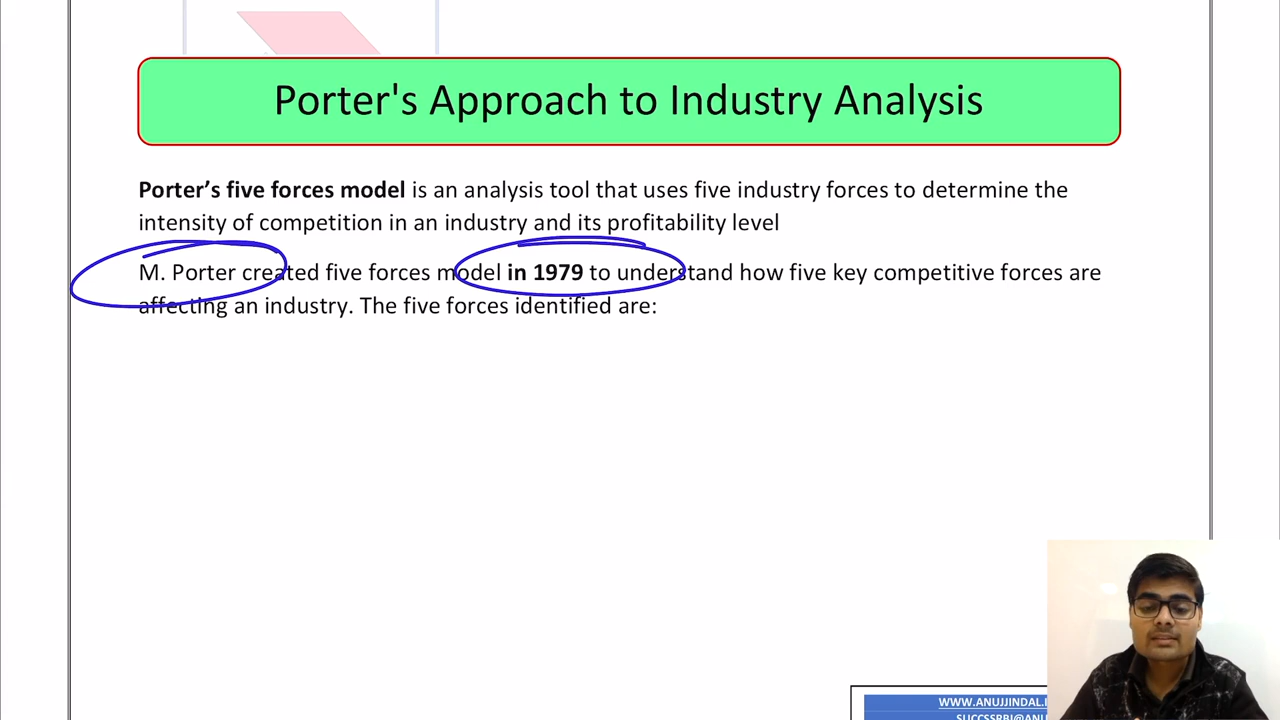 Porter's Approach to Industry Analysis
Porter’s five forces model is an analysis tool that uses five industry forces to determine the
intensity of competition in an industry and its profitability level
M. Porter created five forces model in 1979 to understand how five key competitive forces are
affecting an industry. The five forces identified are:
WWW.ANUJJINDAL.
SUCCSSRBI@ANU